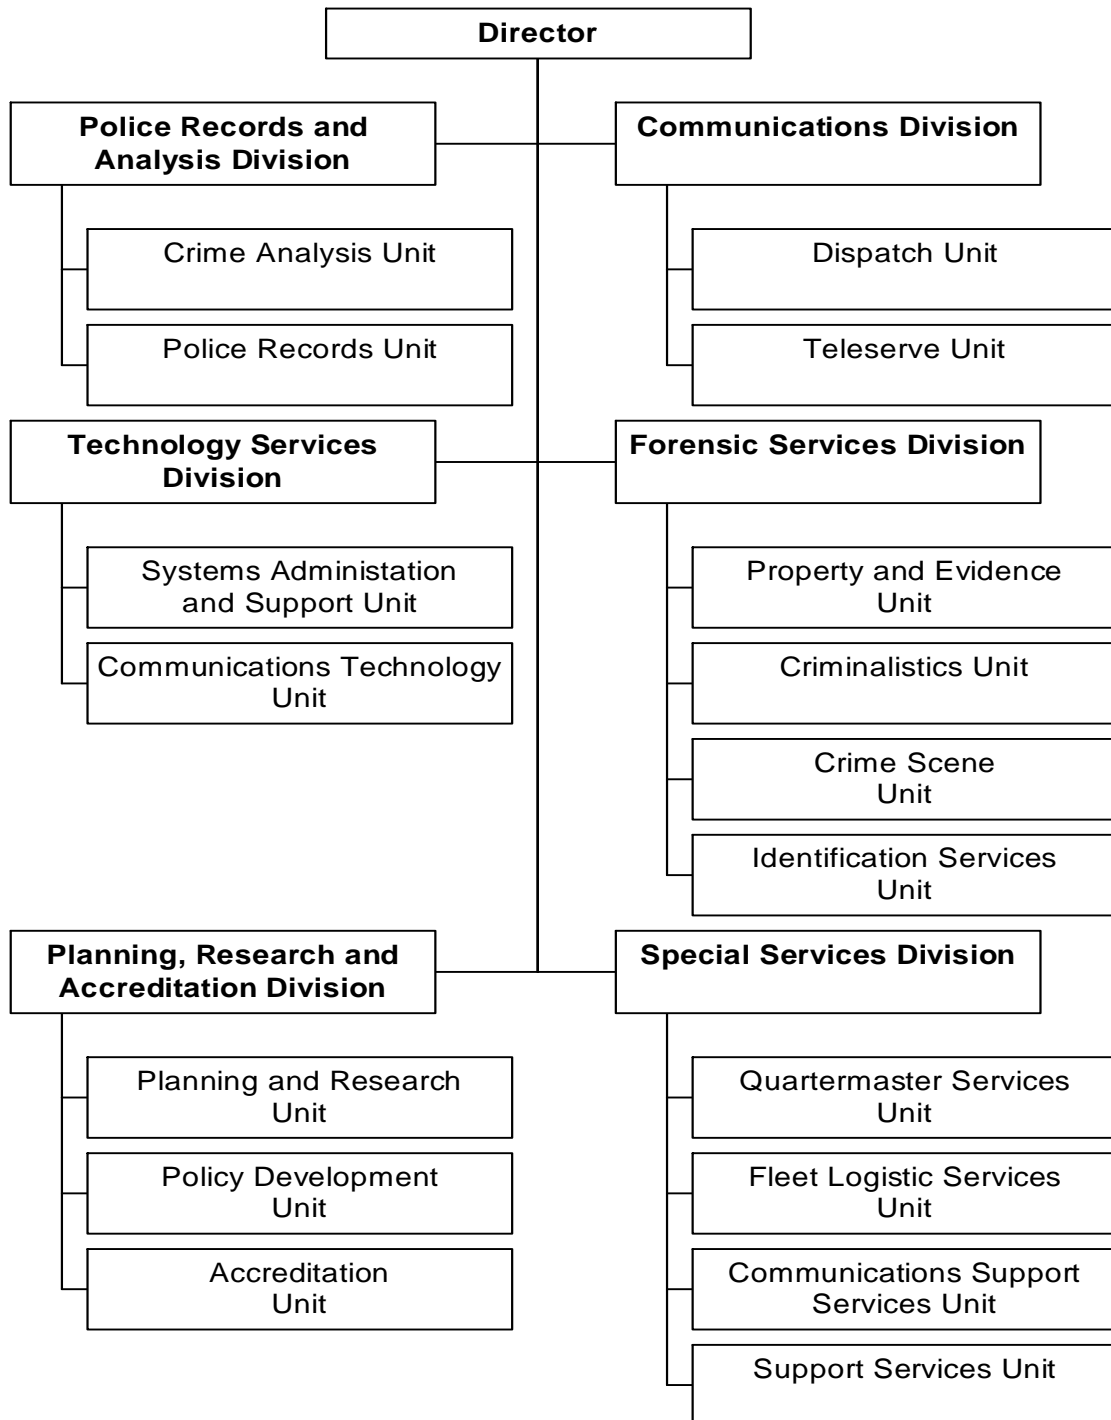 Director
Police Records and
Analysis Division
Crime Analysis Unit
Police Records Unit
Communications Division
Dispatch Unit
Teleserve Unit
Technology Services
Division
Systems Administation
and Support Unit
Communications Technology
Unit
Forensic Services Division
Property and Evidence
Unit
Criminalistics Unit
Crime Scene
Unit
Identification Services
Unit
Planning, Research and
Accreditation Division
Planning and Research
Unit
Policy Development
Unit
Accreditation
Unit
Special Services Division
Quartermaster Services
Unit
Fleet Logistic Services
Unit
Communications Support
Services Unit
Support Services Unit